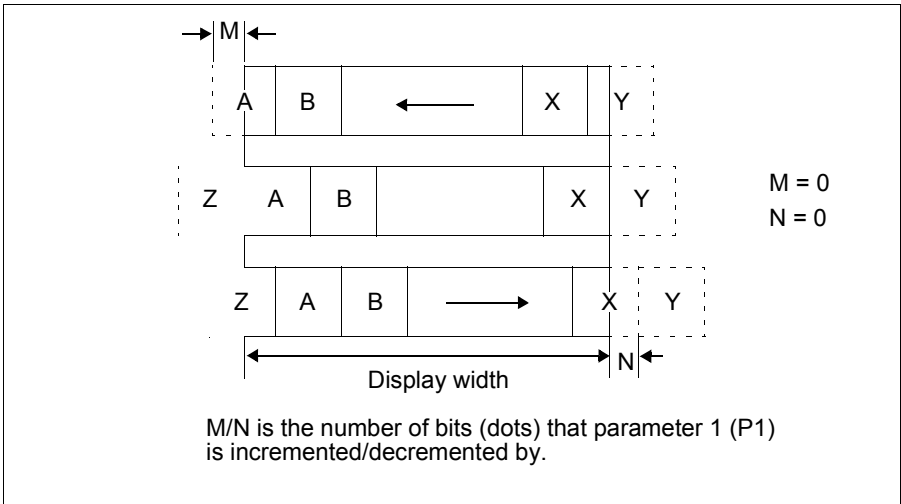 M
A B X Y
Z A B X Y
M = 0
N = 0
Z A B X Y
N
Display width
M/N is the number of bits (dots) that parameter 1 (P1)
is incremented/decremented by.